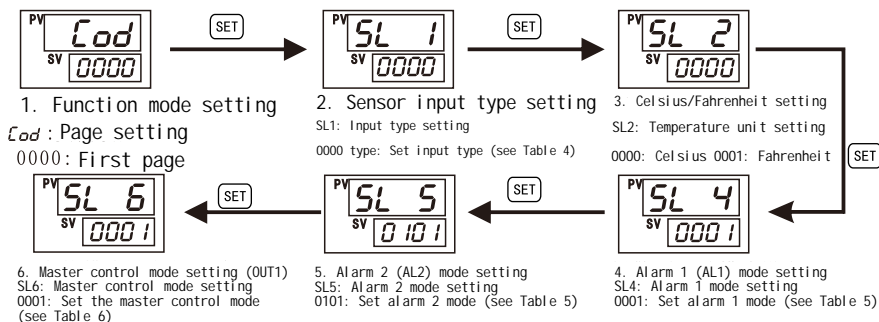 PV Cod
SV 0000
SET
PV SL 1
SV 0000
SET
PV SL 2
SV 0000
1. Function mode setting
Cod: Page setting
0000: First page
2. Sensor input type setting
SL1: Input type setting
0000 type: Set input type (see Table 4)
3. Celsius/Fahrenheit setting
SL2: Temperature unit setting
0000: Celsius 0001: Fahrenheit
SET
PV SL 6
SV 0001
SET
PV SL 5
SV 0101
SET
PV SL 4
SV 0001
6. Master control mode setting (OUT1)
SL6: Master control mode setting
0001: Set the master control mode
(see Table 6)
5. Alarm 2 (AL2) mode setting
SL5: Alarm 2 mode setting
0101: Set alarm 2 mode (see Table 5)
4. Alarm 1 (AL1) mode setting
SL4: Alarm 1 mode setting
0001: Set alarm 1 mode (see Table 5)